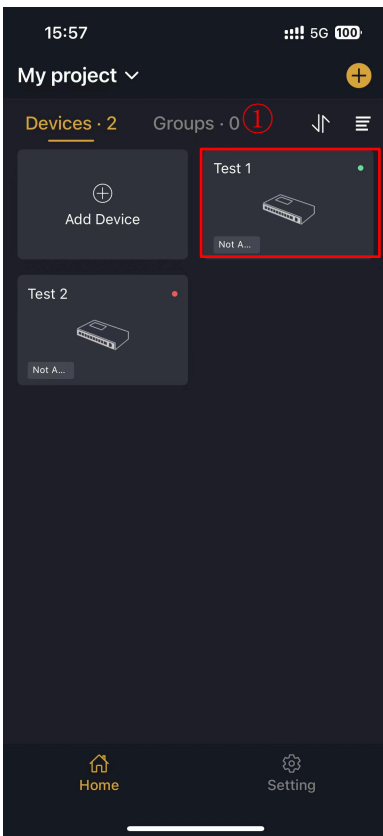 15:57
5G 100
My project
Devices · 2
Groups · 0
①
Add Device
Test 1
Not A...
Test 2
Not A...
Home
Setting